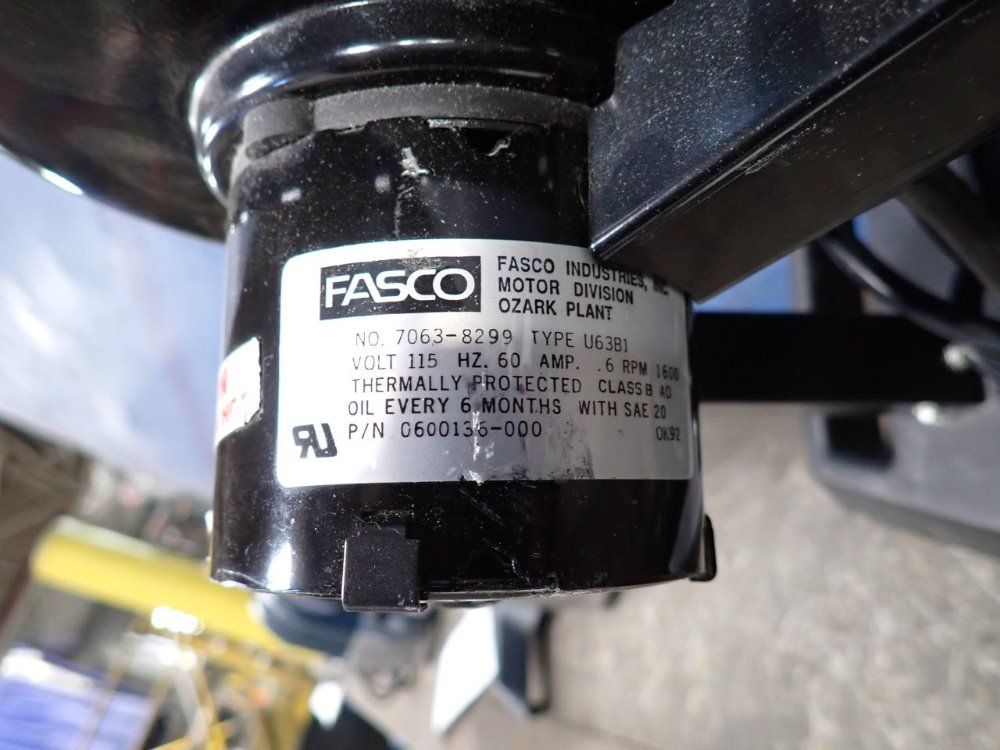 FASCO
FASCO INDUSTRIES, INC
MOTOR DIVISION
OZARK PLANT
NO. 7063-8299 TYPE U63B1
VOLT 115 HZ. 60 AMP. .6 RPM 1600
THERMALLY PROTECTED CLASS B AO
OIL EVERY 6 MONTHS WITH SAE 20
P/N 0600136-000
OK92